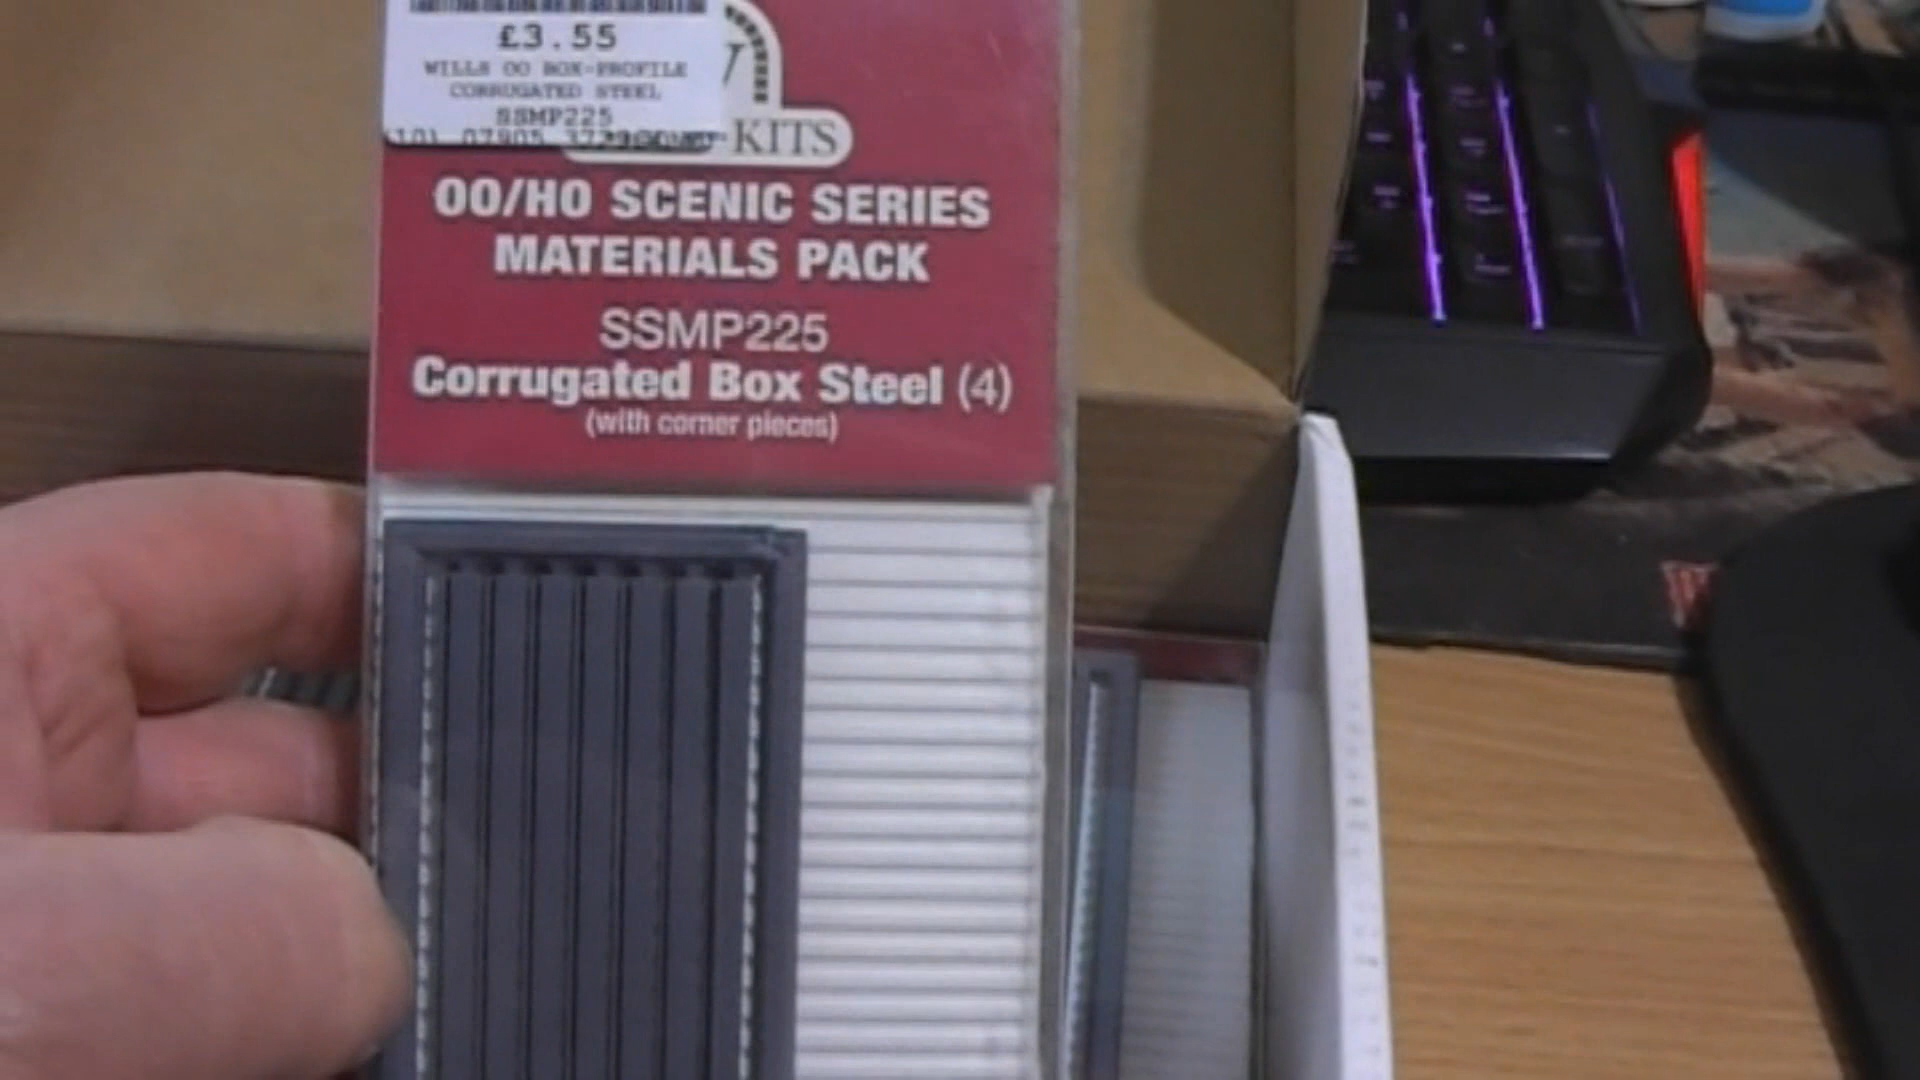 £3.55
WILLS OO BOX-PROFILE
CORRUGATED STEEL
SSMP225
KITS
OO/HO SCENIC SERIES
MATERIALS PACK
SSMP225
Corrugated Box Steel (4)
(with corner pieces)